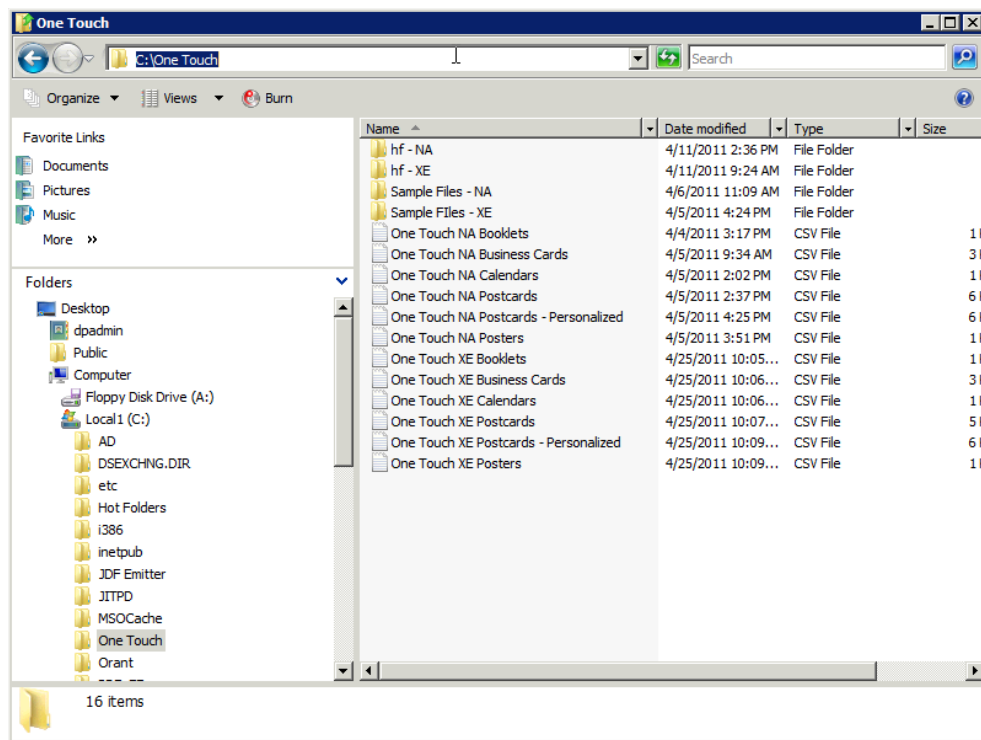 One Touch
C:\One Touch
Search
Organize Views Burn
Favorite Links
Documents
Pictures
Music
More »
Folders
Desktop
dpadmin
Public
Computer
Floppy Disk Drive (A:)
Local1 (C:)
AD
DSEXCHNG.DIR
etc
Hot Folders
i386
inetpub
JDF Emitter
JITPD
MSOCache
One Touch
Orant
Name Date modified Type Size
hf - NA 4/11/2011 2:36 PM File Folder
hf - XE 4/11/2011 9:24 AM File Folder
Sample Files - NA 4/6/2011 11:09 AM File Folder
Sample FIles - XE 4/5/2011 4:24 PM File Folder
One Touch NA Booklets 4/4/2011 3:17 PM CSV File 1
One Touch NA Business Cards 4/5/2011 9:34 AM CSV File 3
One Touch NA Calendars 4/5/2011 2:02 PM CSV File 1
One Touch NA Postcards 4/5/2011 2:37 PM CSV File 6
One Touch NA Postcards - Personalized 4/5/2011 4:25 PM CSV File 6
One Touch NA Posters 4/5/2011 3:51 PM CSV File 1
One Touch XE Booklets 4/25/2011 10:05... CSV File 1
One Touch XE Business Cards 4/25/2011 10:06... CSV File 3
One Touch XE Calendars 4/25/2011 10:06... CSV File 1
One Touch XE Postcards 4/25/2011 10:07... CSV File 5
One Touch XE Postcards - Personalized 4/25/2011 10:09... CSV File 6
One Touch XE Posters 4/25/2011 10:09... CSV File 1
16 items